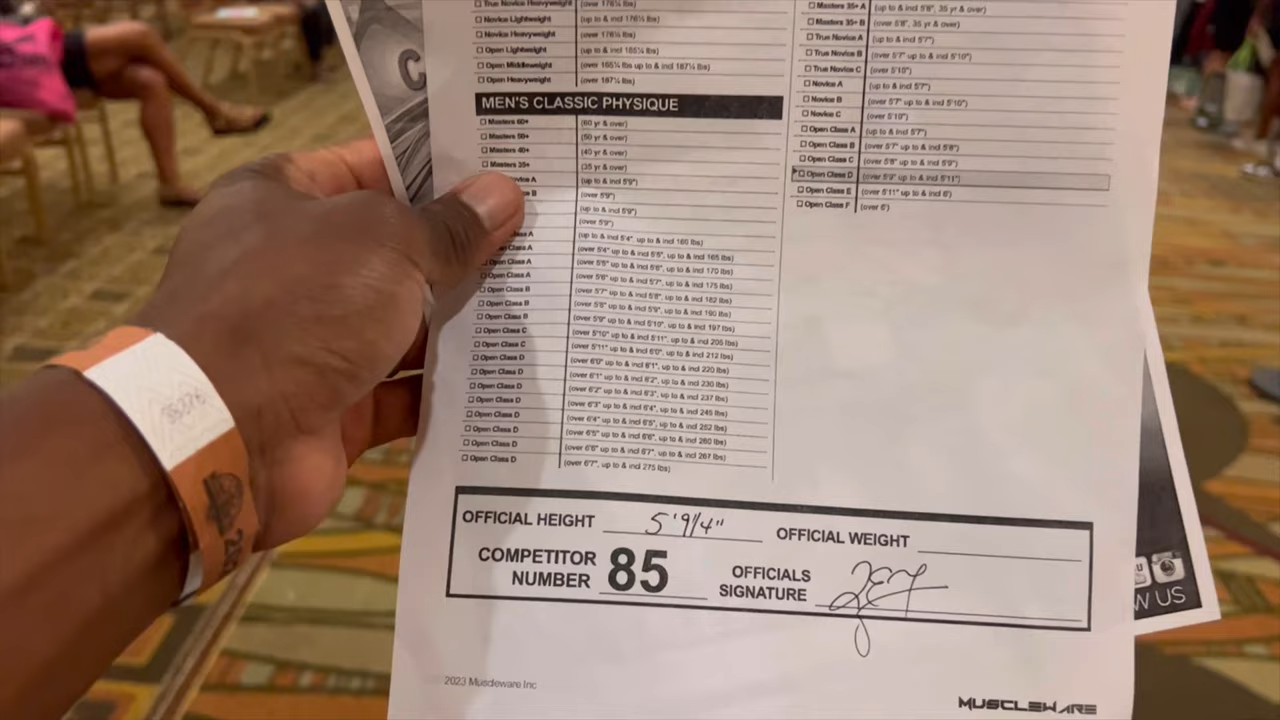 C
True Novice Heavyweight (over 176¼ lbs)
Novice Lightweight (up to & incl 176¼ lbs)
Novice Heavyweight (over 176¼ lbs)
Open Lightweight (up to & incl 165¼ lbs)
Open Middleweight (over 165¼ lbs up to & incl 187¼ lbs)
Open Heavyweight (over 187¼ lbs)
MEN'S CLASSIC PHYSIQUE
Masters 60+ (60 yr & over)
Masters 50+ (50 yr & over)
Masters 40+ (40 yr & over)
Masters 35+ (35 yr & over)
A (up to & incl 5'9")
B (over 5'9")
(up to & incl 5'9")
(over 5'9")
A (up to & incl 5'4", up to & incl 160 lbs)
Class A (over 5'4" up to & incl 5'5", up to & incl 165 lbs)
Open Class A (over 5'5" up to & incl 5'6", up to & incl 170 lbs)
Open Class A (over 5'6" up to & incl 5'7", up to & incl 175 lbs)
Open Class B (over 5'7" up to & incl 5'8", up to & incl 182 lbs)
Open Class B (over 5'8" up to & incl 5'9", up to & incl 190 lbs)
Open Class B (over 5'9" up to & incl 5'10", up to & incl 197 lbs)
Open Class C (over 5'10" up to & incl 5'11", up to & incl 205 lbs)
Open Class C (over 5'11" up to & incl 6'0", up to & incl 212 lbs)
Open Class D (over 6'0" up to & incl 6'1", up to & incl 220 lbs)
Open Class D (over 6'1" up to & incl 6'2", up to & incl 230 lbs)
Open Class D (over 6'2" up to & incl 6'3", up to & incl 237 lbs)
Open Class D (over 6'3" up to & incl 6'4", up to & incl 245 lbs)
Open Class D (over 6'4" up to & incl 6'5", up to & incl 252 lbs)
Open Class D (over 6'5" up to & incl 6'6", up to & incl 260 lbs)
Open Class D (over 6'6" up to & incl 6'7", up to & incl 267 lbs)
Open Class D (over 6'7", up to & incl 275 lbs)
Masters 35+ A (up to & incl 5'8", 35 yr & over)
Masters 35+ B (over 5'8", 35 yr & over)
True Novice A (up to & incl 5'7")
True Novice B (over 5'7" up to & incl 5'10")
True Novice C (over 5'10")
Novice A (up to & incl 5'7")
Novice B (over 5'7" up to & incl 5'10")
Novice C (over 5'10")
Open Class A (up to & incl 5'7")
Open Class B (over 5'7" up to & incl 5'8")
Open Class C (over 5'8" up to & incl 5'9")
Open Class D (over 5'9" up to & incl 5'11")
Open Class E (over 5'11" up to & incl 6')
Open Class F (over 6')
OFFICIAL HEIGHT 5'9/4" OFFICIAL WEIGHT
COMPETITOR NUMBER 85 OFFICIALS SIGNATURE
2023 Muscleware Inc
MUSCLEWARE
W US